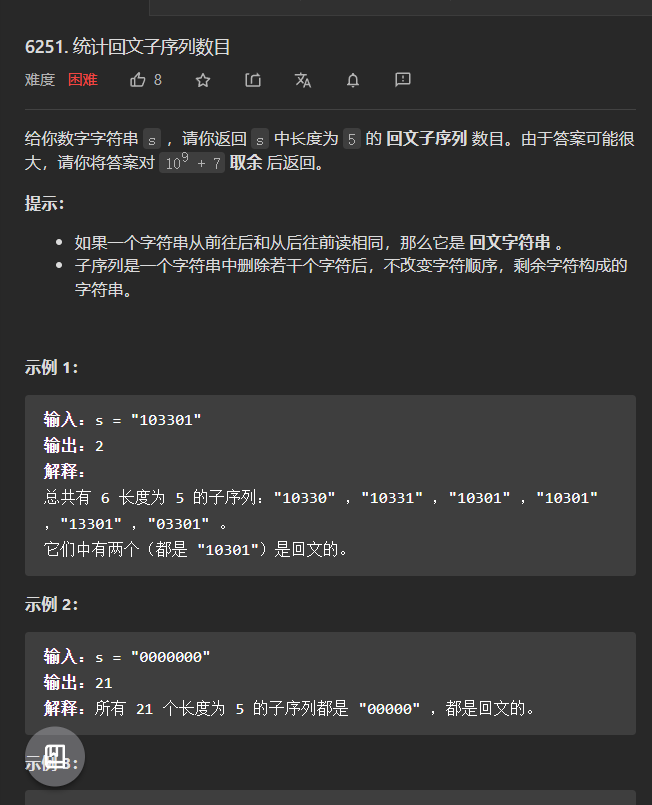 6251. 统计回文子序列数目
难度 困难 8
给你数字字符串 s ，请你返回 s 中长度为 5 的 回文子序列 数目。由于答案可能很
大，请你将答案对 10⁹ + 7 取余 后返回。
提示：
• 如果一个字符串从前往后和从后往前读相同，那么它是 回文字符串 。
• 子序列是一个字符串中删除若干个字符后，不改变字符顺序，剩余字符构成的
字符串。
示例 1：
输入：s = "103301"
输出：2
解释：
总共有 6 长度为 5 的子序列："10330" ，"10331" ，"10301" ，"10301"
，"13301" ，"03301" 。
它们中有两个（都是 "10301"）是回文的。
示例 2：
输入：s = "0000000"
输出：21
解释：所有 21 个长度为 5 的子序列都是 "00000" ，都是回文的。
示例 3：